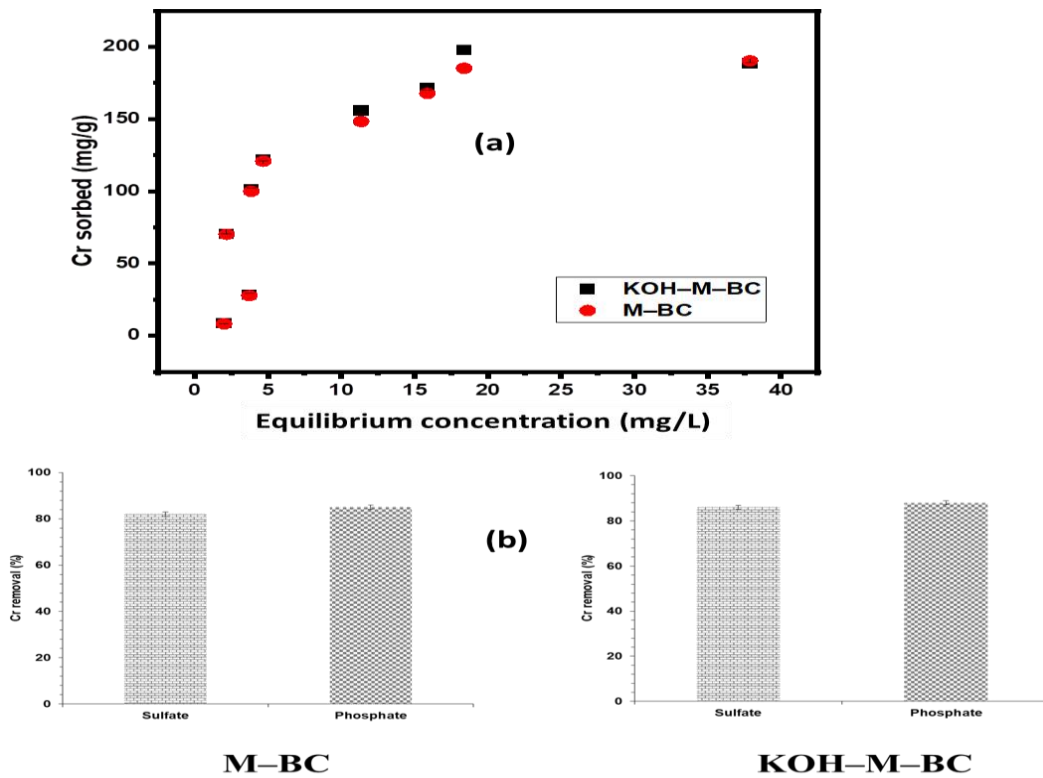 200
150
100
50
0
Cr sorbed (mg/g)
(a)
KOH–M–BC
M–BC
0 5 10 15 20 25 30 35 40
Equilibrium concentration (mg/L)
100
80
60
40
20
0
Cr removal (%)
Sulfate Phosphate
M–BC
(b)
100
80
60
40
20
0
Cr removal (%)
Sulfate Phosphate
KOH–M–BC